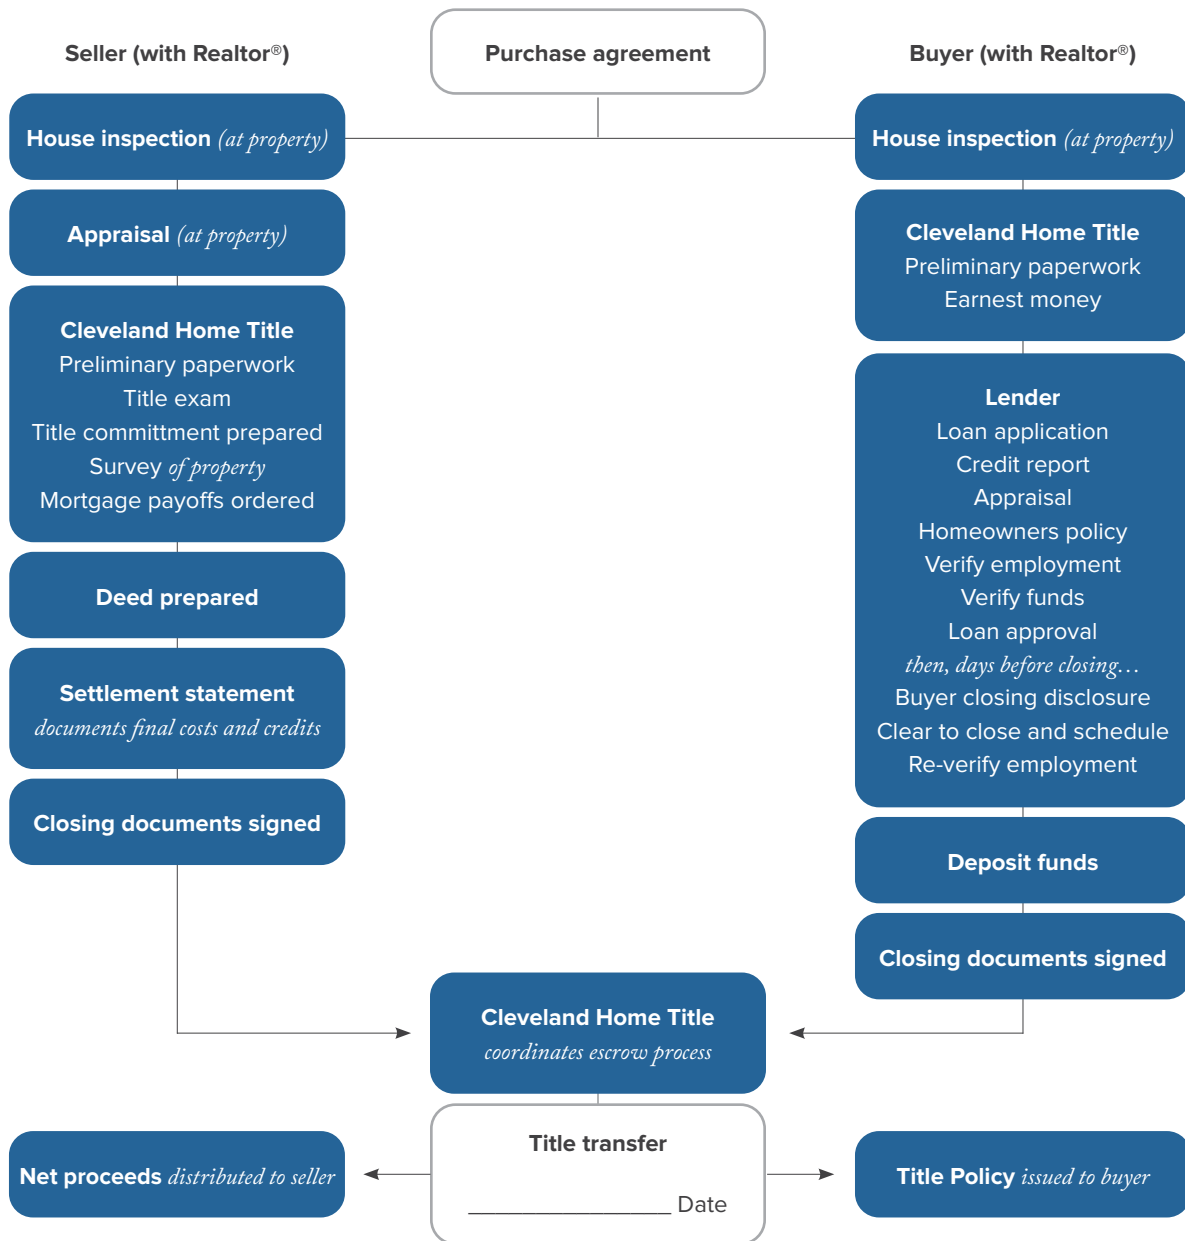 Seller (with Realtor®)
Purchase agreement
Buyer (with Realtor®)
House inspection (at property)
Appraisal (at property)
Cleveland Home Title
Preliminary paperwork
Title exam
Title committment prepared
Survey of property
Mortgage payoffs ordered
Deed prepared
Settlement statement
documents final costs and credits
Closing documents signed
House inspection (at property)
Cleveland Home Title
Preliminary paperwork
Earnest money
Lender
Loan application
Credit report
Appraisal
Homeowners policy
Verify employment
Verify funds
Loan approval
then, days before closing...
Buyer closing disclosure
Clear to close and schedule
Re-verify employment
Deposit funds
Closing documents signed
Cleveland Home Title
coordinates escrow process
Title transfer
_________________ Date
Net proceeds distributed to seller
Title Policy issued to buyer